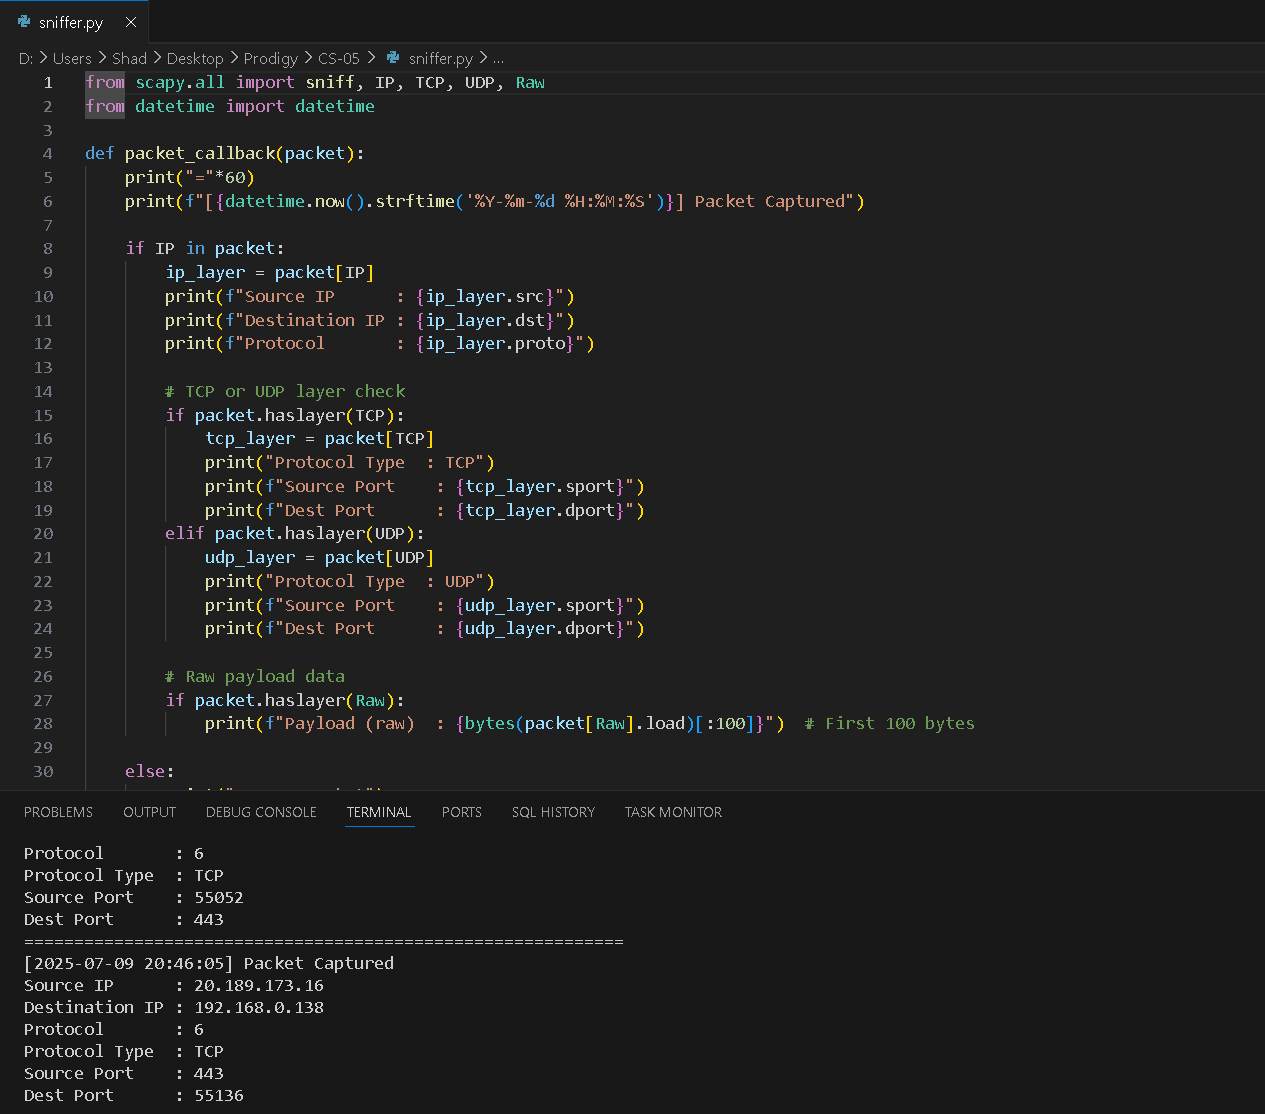 sniffer.py
D: > Users > Shad > Desktop > Prodigy > CS-05 > sniffer.py > ...
1 from scapy.all import sniff, IP, TCP, UDP, Raw
2 from datetime import datetime
3
4 def packet_callback(packet):
5     print("="*60)
6     print(f"[{datetime.now().strftime('%Y-%m-%d %H:%M:%S')}] Packet Captured")
7
8     if IP in packet:
9         ip_layer = packet[IP]
10         print(f"Source IP      : {ip_layer.src}")
11         print(f"Destination IP : {ip_layer.dst}")
12         print(f"Protocol       : {ip_layer.proto}")
13
14         # TCP or UDP layer check
15         if packet.haslayer(TCP):
16             tcp_layer = packet[TCP]
17             print("Protocol Type  : TCP")
18             print(f"Source Port    : {tcp_layer.sport}")
19             print(f"Dest Port      : {tcp_layer.dport}")
20         elif packet.haslayer(UDP):
21             udp_layer = packet[UDP]
22             print("Protocol Type  : UDP")
23             print(f"Source Port    : {udp_layer.sport}")
24             print(f"Dest Port      : {udp_layer.dport}")
25
26         # Raw payload data
27         if packet.haslayer(Raw):
28             print(f"Payload (raw)  : {bytes(packet[Raw].load)[:100]}")  # First 100 bytes
29
30     else:
PROBLEMS OUTPUT DEBUG CONSOLE TERMINAL PORTS SQL HISTORY TASK MONITOR
Protocol       : 6
Protocol Type  : TCP
Source Port    : 55052
Dest Port      : 443
============================================================
[2025-07-09 20:46:05] Packet Captured
Source IP      : 20.189.173.16
Destination IP : 192.168.0.138
Protocol       : 6
Protocol Type  : TCP
Source Port    : 443
Dest Port      : 55136